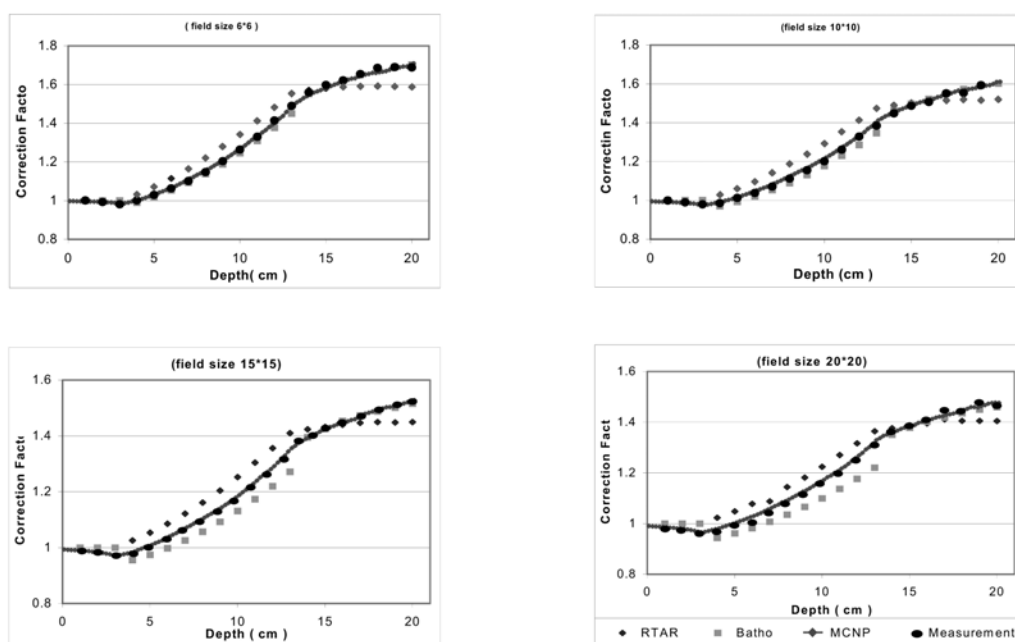 ( field size 6*6 )
1.8
1.6
1.4
1.2
1
0.8
Correction Facto
0 5 10 15 20
Depth( cm )
(field size 10*10)
1.8
1.6
1.4
1.2
1
0.8
Correctin Facto
0 5 10 15 20
Depth (cm )
(field size 15*15)
1.6
1.4
1.2
1
0.8
Correction Fact
0 5 10 15 20
Depth (cm )
(field size 20*20)
1.6
1.4
1.2
1
0.8
Correction Fact
0 5 10 15 20
Depth (cm )
RTAR Batho MCNP Measurement